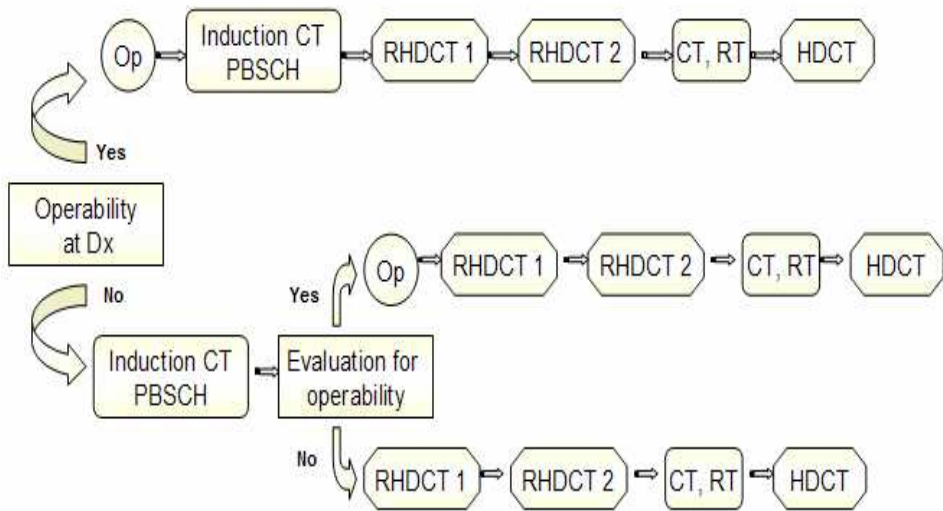 Op
Induction CT
PBSCH
RHDCT 1
RHDCT 2
CT, RT
HDCT
Yes
Operability
at Dx
No
Induction CT
PBSCH
Evaluation for
operability
Yes
Op
RHDCT 1
RHDCT 2
CT, RT
HDCT
No
RHDCT 1
RHDCT 2
CT, RT
HDCT